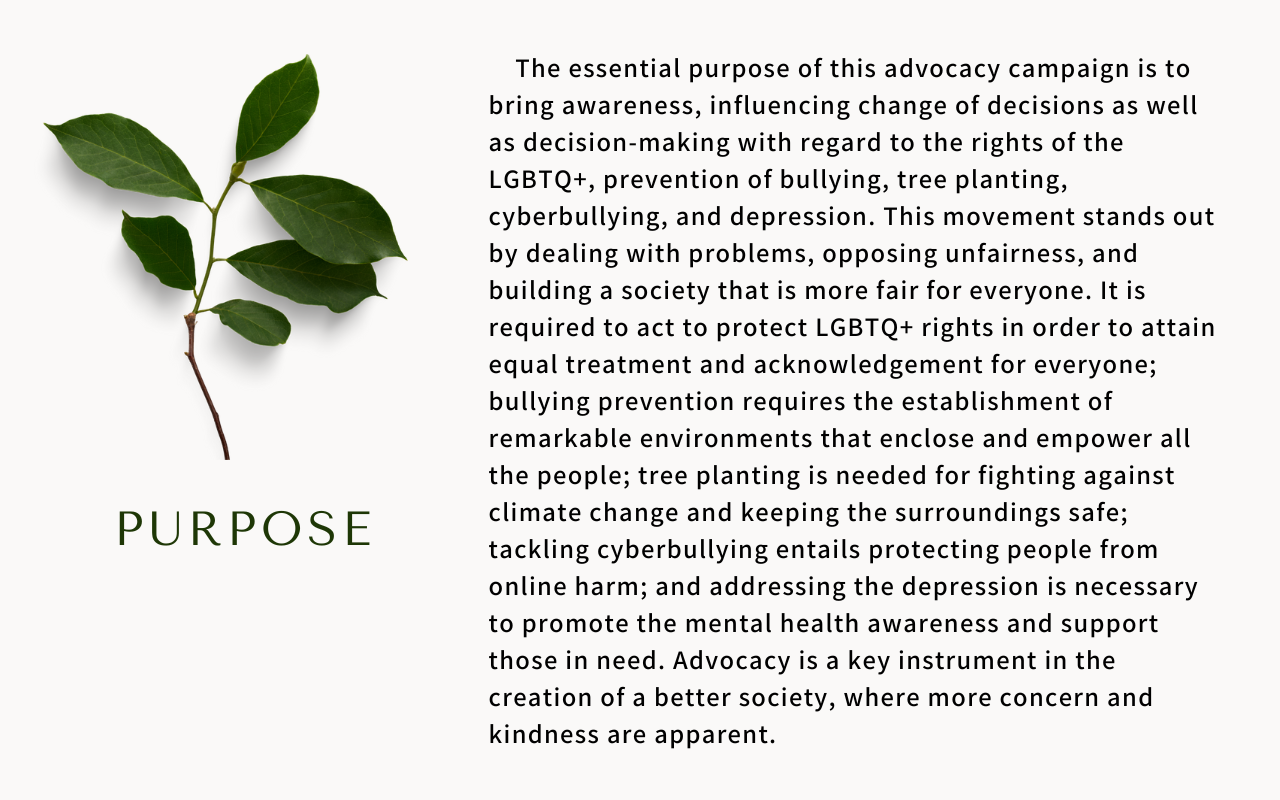 PURPOSE
The essential purpose of this advocacy campaign is to
bring awareness, influencing change of decisions as well
as decision-making with regard to the rights of the
LGBTQ+, prevention of bullying, tree planting,
cyberbullying, and depression. This movement stands out
by dealing with problems, opposing unfairness, and
building a society that is more fair for everyone. It is
required to act to protect LGBTQ+ rights in order to attain
equal treatment and acknowledgement for everyone;
bullying prevention requires the establishment of
remarkable environments that enclose and empower all
the people; tree planting is needed for fighting against
climate change and keeping the surroundings safe;
tackling cyberbullying entails protecting people from
online harm; and addressing the depression is necessary
to promote the mental health awareness and support
those in need. Advocacy is a key instrument in the
creation of a better society, where more concern and
kindness are apparent.